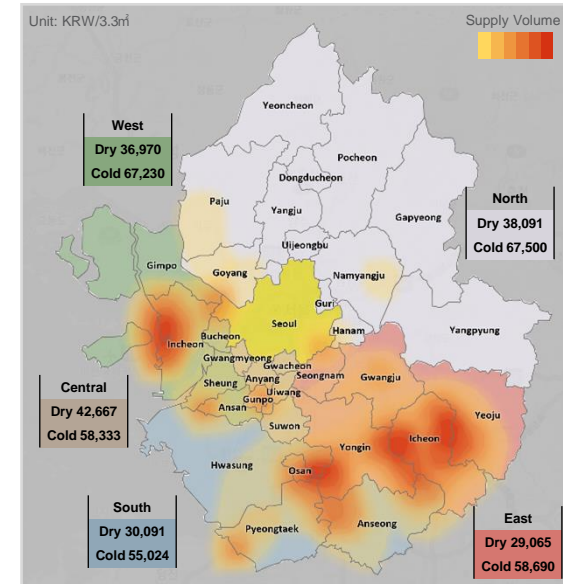 Unit: KRW/3.3㎡
Supply Volume
Yeoncheon
West
Dry 36,970
Cold 67,230
Pocheon
Dongducheon
Paju
Yangju
Gapyeong
North
Dry 38,091
Cold 67,500
Uijeongbu
Gimpo
Goyang
Namyangju
Guri
Seoul
Hanam
Yangpyung
Incheon
Bucheon
Gwangmyeong
Gwacheon
Sheung
Anyang
Seongnam
Gwangju
Uiwang
Gunpo
Ansan
Yeoju
Central
Dry 42,667
Cold 58,333
Suwon
Icheon
Yongin
Hwasung
Osan
South
Dry 30,091
Cold 55,024
Pyeongtaek
Anseong
East
Dry 29,065
Cold 58,690